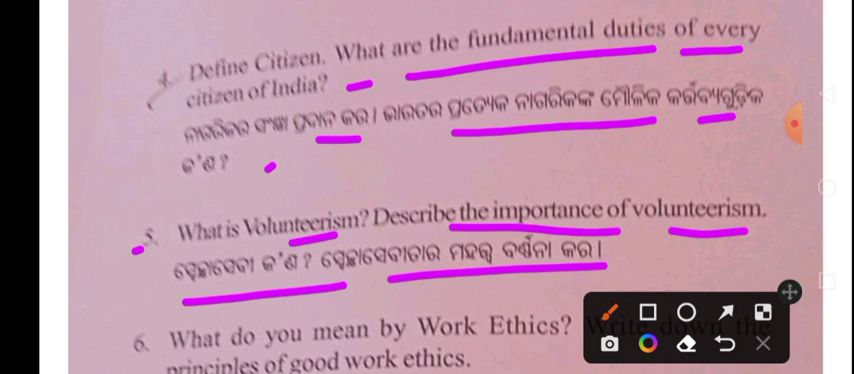 4. Define Citizen. What are the fundamental duties of every
citizen of India?
ନାଗରିକର ସଂଜ୍ଞା ପ୍ରଦାନ କର। ଭାରତର ପ୍ରତ୍ୟେକ ନାଗରିକଙ୍କ ମୌଳିକ କର୍ତ୍ତବ୍ୟଗୁଡ଼ିକ
କ'ଣ ?
5. What is Volunteerism? Describe the importance of volunteerism.
ସ୍ୱେଚ୍ଛାସେବୀ କ'ଣ ? ସ୍ୱେଚ୍ଛାସେବୀତାର ମହତ୍ତ୍ୱ ବର୍ଣ୍ଣନା କର।
6. What do you mean by Work Ethics? Write down the
principles of good work ethics.